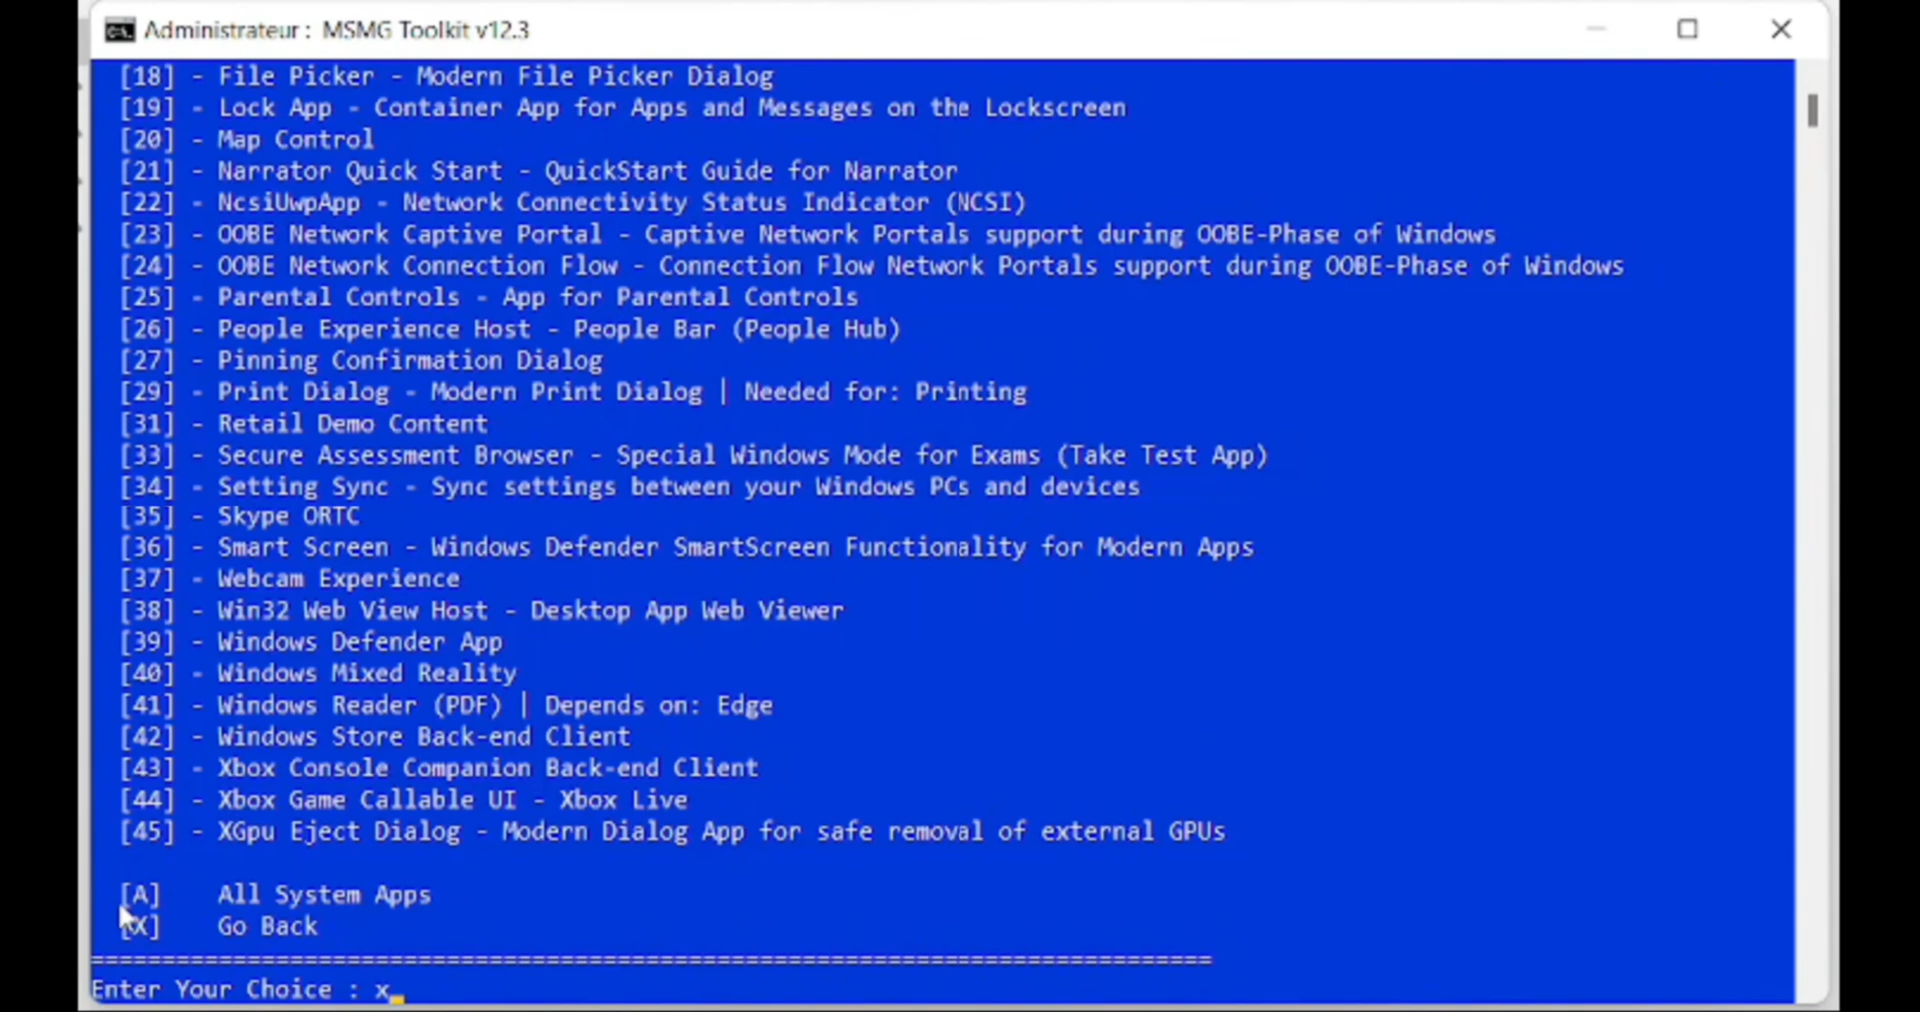 Administrateur : MSMG Toolkit v12.3
[18] - File Picker - Modern File Picker Dialog
[19] - Lock App - Container App for Apps and Messages on the Lockscreen
[20] - Map Control
[21] - Narrator Quick Start - QuickStart Guide for Narrator
[22] - NcsiUwpApp - Network Connectivity Status Indicator (NCSI)
[23] - OOBE Network Captive Portal - Captive Network Portals support during OOBE-Phase of Windows
[24] - OOBE Network Connection Flow - Connection Flow Network Portals support during OOBE-Phase of Windows
[25] - Parental Controls - App for Parental Controls
[26] - People Experience Host - People Bar (People Hub)
[27] - Pinning Confirmation Dialog
[29] - Print Dialog - Modern Print Dialog | Needed for: Printing
[31] - Retail Demo Content
[33] - Secure Assessment Browser - Special Windows Mode for Exams (Take Test App)
[34] - Setting Sync - Sync settings between your Windows PCs and devices
[35] - Skype ORTC
[36] - Smart Screen - Windows Defender SmartScreen Functionality for Modern Apps
[37] - Webcam Experience
[38] - Win32 Web View Host - Desktop App Web Viewer
[39] - Windows Defender App
[40] - Windows Mixed Reality
[41] - Windows Reader (PDF) | Depends on: Edge
[42] - Windows Store Back-end Client
[43] - Xbox Console Companion Back-end Client
[44] - Xbox Game Callable UI - Xbox Live
[45] - XGpu Eject Dialog - Modern Dialog App for safe removal of external GPUs
[A] All System Apps
[X] Go Back
Enter Your Choice : x